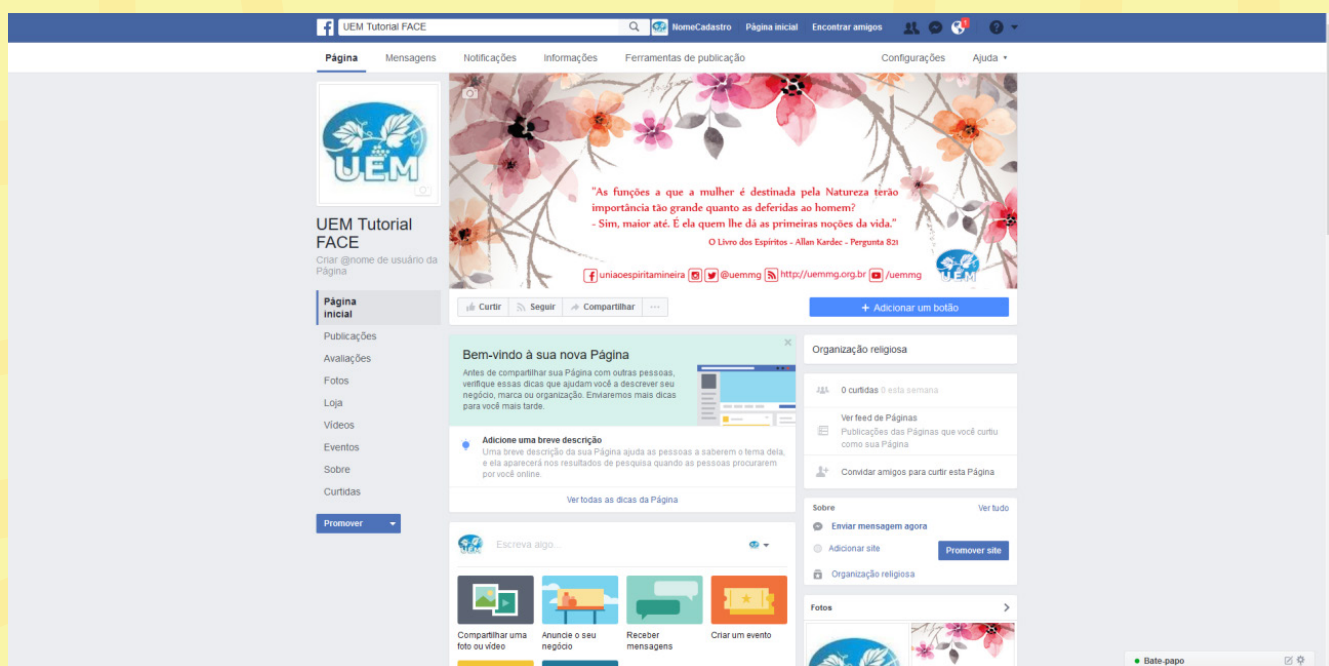 UEM Tutorial FACE
NomeCadastro Página inicial Encontrar amigos
Página Mensagens Notificações Informações Ferramentas de publicação Configurações Ajuda
UEM
UEM Tutorial
FACE
Criar @nome de usuário da
Página
Página
inicial
Publicações
Avaliações
Fotos
Loja
Vídeos
Eventos
Sobre
Curtidas
Promover
"As funções a que a mulher é destinada pela Natureza terão
importância tão grande quanto as deferidas ao homem?
- Sim, maior até. É ela quem lhe dá as primeiras noções da vida."
O Livro dos Espíritos - Allan Kardec - Pergunta 821
uniaoespiritamineira @uemmg http://uemmg.org.br /uemmg
UEM
Curtir Seguir Compartilhar ...
+ Adicionar um botão
Bem-vindo à sua nova Página
Antes de compartilhar sua Página com outras pessoas,
verifique essas dicas que ajudam você a descrever seu
negócio, marca ou organização. Enviaremos mais dicas
para você mais tarde.
Adicione uma breve descrição
Uma breve descrição da sua Página ajuda as pessoas a saberem o tema dela,
e ela aparecerá nos resultados de pesquisa quando as pessoas procurarem
por você online.
Ver todas as dicas da Página
Escreva algo...
Compartilhar uma
foto ou vídeo
Anuncie o seu
negócio
Receber
mensagens
Criar um evento
Organização religiosa
0 curtidas 0 esta semana
Ver feed de Páginas
Publicações das Páginas que você curtiu
como sua Página
Convidar amigos para curtir esta Página
Sobre Ver tudo
Enviar mensagem agora
Adicionar site Promover site
Organização religiosa
Fotos
Bate-papo